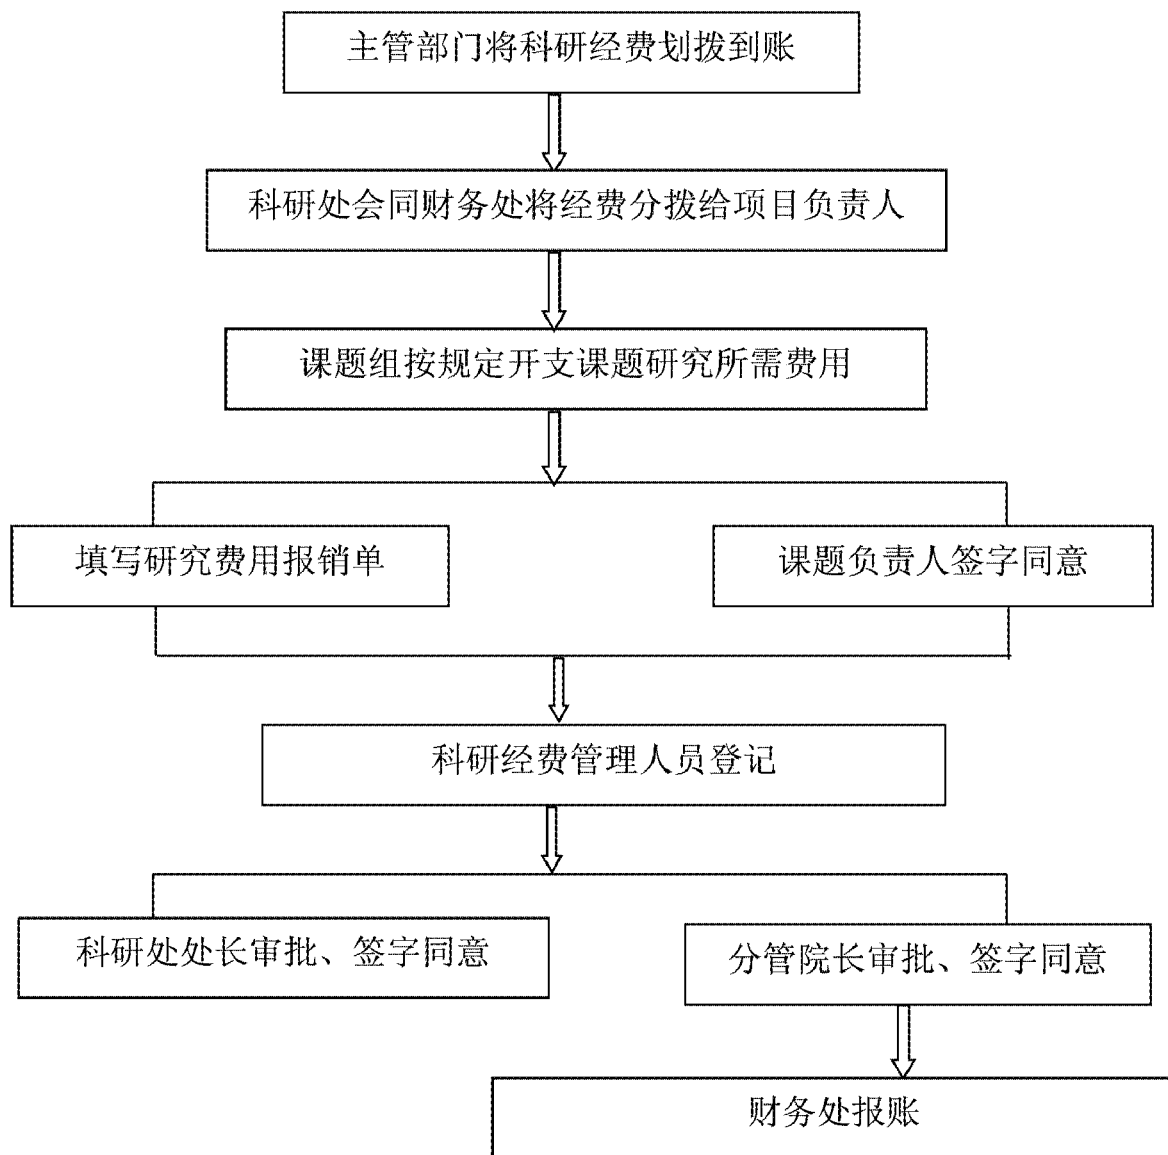 主管部门将科研经费划拨到账
科研处会同财务处将经费分拨给项目负责人
课题组按规定开支课题研究所需费用
填写研究费用报销单
课题负责人签字同意
科研经费管理人员登记
科研处处长审批、签字同意
分管院长审批、签字同意
财务处报账